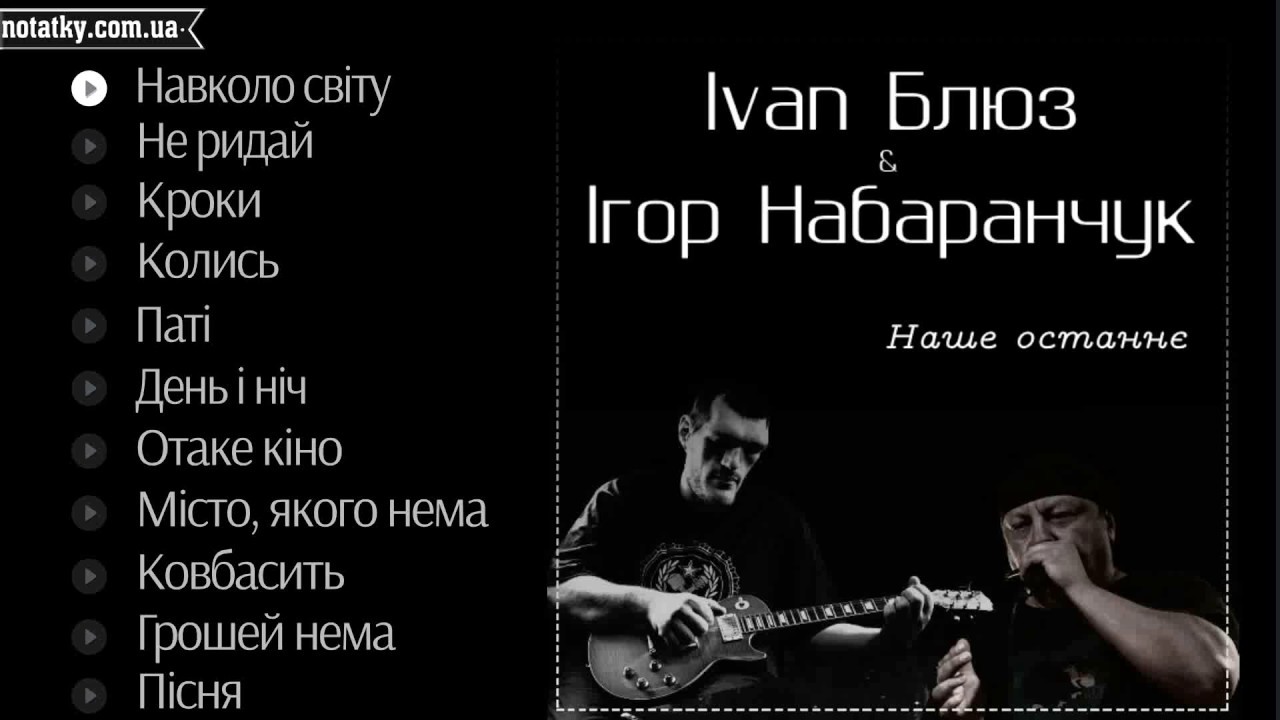 notatky.com.ua
Навколо світу
Не ридай
Кроки
Колись
Паті
День і ніч
Отаке кіно
Місто, якого нема
Ковбасить
Грошей нема
Пісня
Ivan Блюз
&
Ігор Набаранчук
Наше останнє